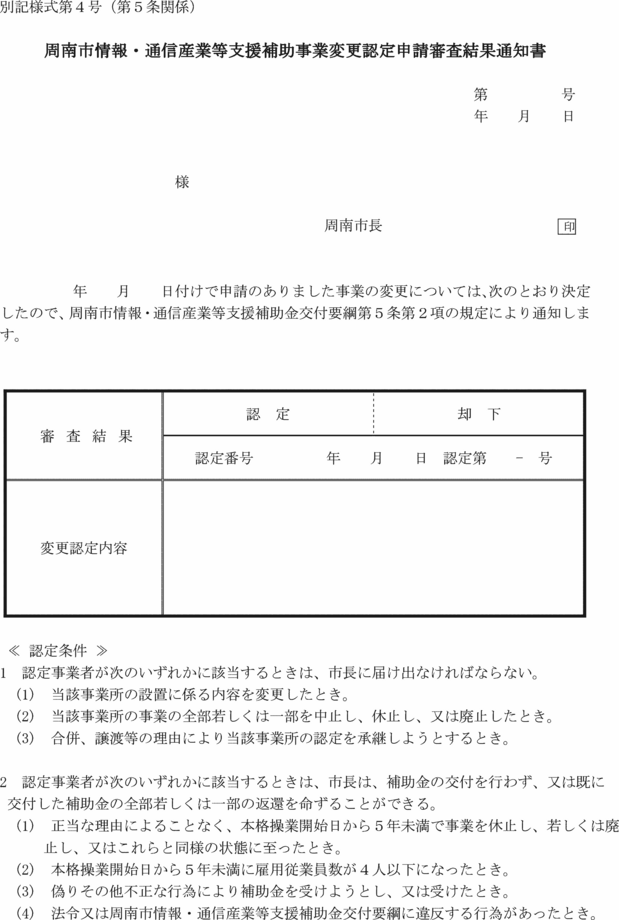 別記様式第４号（第５条関係）
周南市情報・通信産業等支援補助事業変更認定申請審査結果通知書
第　　　　　号
年　　月　　日
様
周南市長　　　　　　　　　　　　印
年　　月　　日付けで申請のありました事業の変更については、次のとおり決定
したので、周南市情報・通信産業等支援補助金交付要綱第５条第２項の規定により通知しま
す。
審　査　結　果
認　定
却　下
認定番号　　　　　年　　月　　日　認定第　　－　号
変更認定内容
≪　認定条件　≫
1　認定事業者が次のいずれかに該当するときは、市長に届け出なければならない。
(1)　当該事業所の設置に係る内容を変更したとき。
(2)　当該事業所の事業の全部若しくは一部を中止し、休止し、又は廃止したとき。
(3)　合併、譲渡等の理由により当該事業所の認定を承継しようとするとき。
2　認定事業者が次のいずれかに該当するときは、市長は、補助金の交付を行わず、又は既に
交付した補助金の全部若しくは一部の返還を命ずることができる。
(1)　正当な理由によることなく、本格操業開始日から５年未満で事業を休止し、若しくは廃
止し、又はこれらと同様の状態に至ったとき。
(2)　本格操業開始日から５年未満に雇用従業員数が４人以下になったとき。
(3)　偽りその他不正な行為により補助金を受けようとし、又は受けたとき。
(4)　法令又は周南市情報・通信産業等支援補助金交付要綱に違反する行為があったとき。